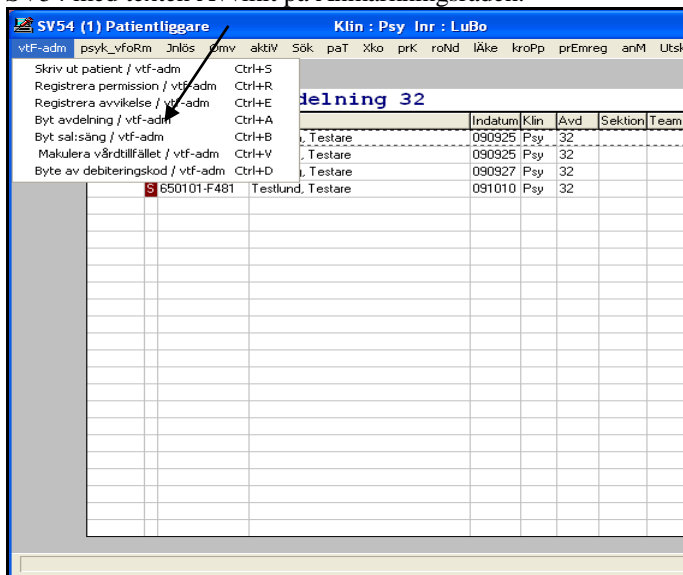 SV54 (1) Patientliggare Klin : Psy Inr : LuBo
vtF-adm psyk_vfoRm Jnlös Omv aktiV Sök paT Xko prK roNd lÄke kroPp prEmreg anM Utsk
Skriv ut patient / vtf-adm Ctrl+S
Registrera permission / vtf-adm Ctrl+R
Registrera avvikelse / vtf-adm Ctrl+E
Byt avdelning / vtf-adm Ctrl+A
Byt sal:säng / vtf-adm Ctrl+B
Makulera vårdtillfället / vtf-adm Ctrl+V
Byte av debiteringskod / vtf-adm Ctrl+D
delning 32
Indatum Klin Avd Sektion Team
, Testare 090925 Psy 32
, Testare 090925 Psy 32
, Testare 090927 Psy 32
S 650101-F481 Testlund, Testare 091010 Psy 32